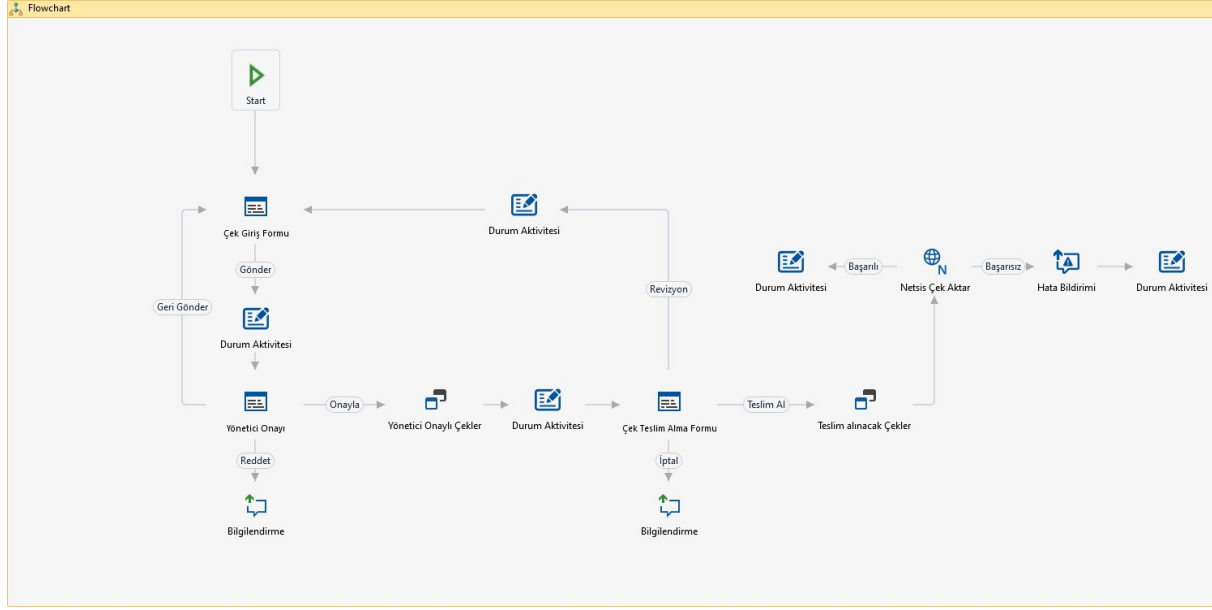 Flowchart
Start
Çek Giriş Formu
Durum Aktivitesi
Gönder
Geri Gönder
Durum Aktivitesi
Revizyon
Durum Aktivitesi
Başarılı
Netsis Çek Aktar
Başarısız
Hata Bildirimi
Durum Aktivitesi
Yönetici Onayı
Onayla
Yönetici Onaylı Çekler
Durum Aktivitesi
Çek Teslim Alma Formu
Teslim Al
Teslim alınacak Çekler
Reddet
İptal
Bilgilendirme
Bilgilendirme